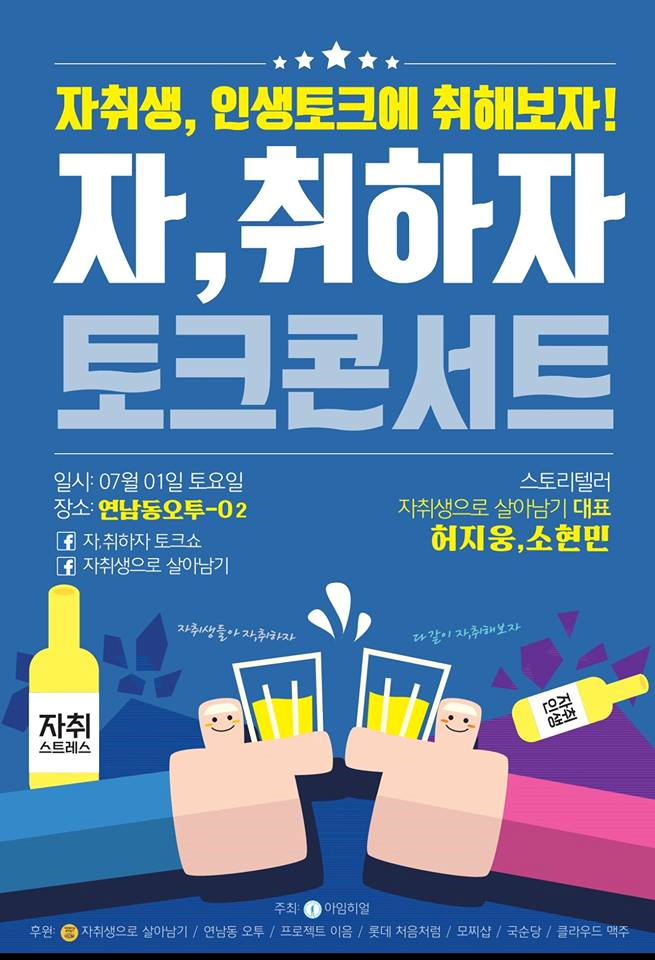 자취생, 인생토크에 취해보자!
자,취하자
토크콘서트
일시: 07월 01일 토요일
장소: 연남동오투-O2
자,취하자 토크쇼
자취생으로 살아남기
스토리텔러
자취생으로 살아남기 대표
허지웅,소현민
자취생들아 자,취하자
다같이 자,취해보자
자취
스트레스
자취
인생
주최: 아임히얼
후원: 자취생으로 살아남기 / 연남동 오투 / 프로젝트 이음 / 롯데 처음처럼 / 모찌샵 / 국순당 / 클라우드 맥주